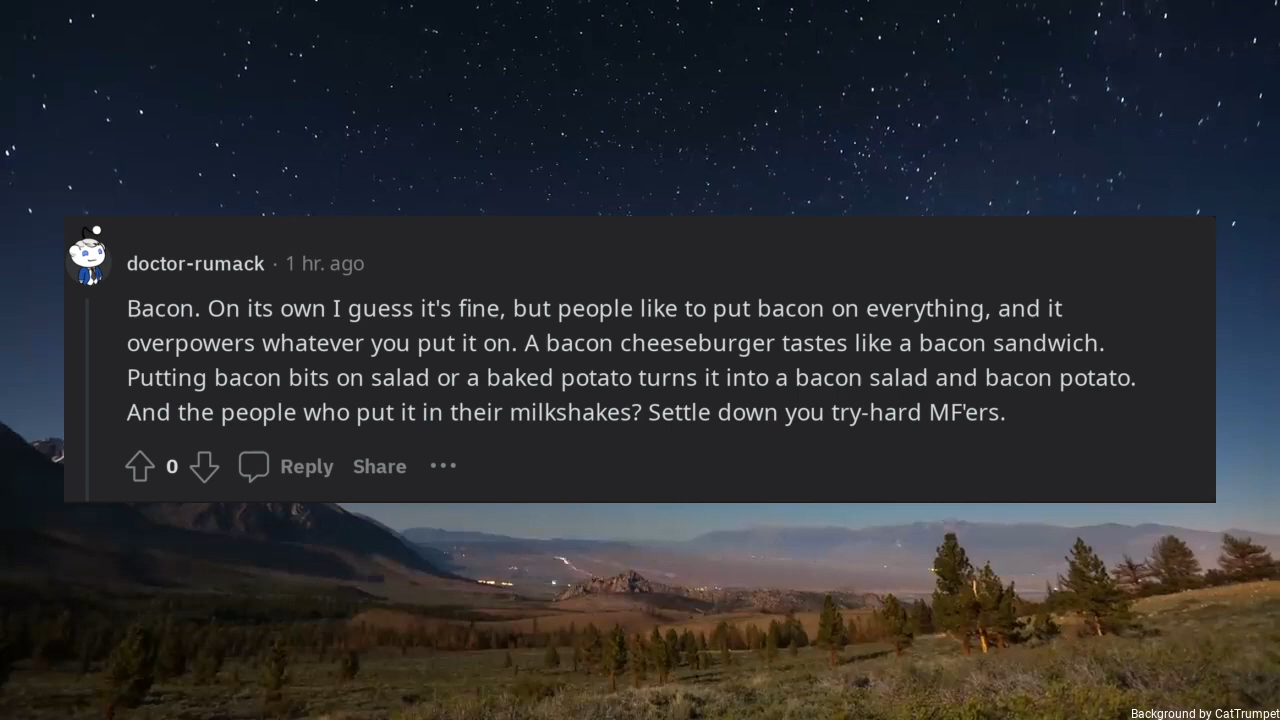 doctor-rumack · 1 hr. ago
Bacon. On its own I guess it's fine, but people like to put bacon on everything, and it
overpowers whatever you put it on. A bacon cheeseburger tastes like a bacon sandwich.
Putting bacon bits on salad or a baked potato turns it into a bacon salad and bacon potato.
And the people who put it in their milkshakes? Settle down you try-hard MF'ers.
0 Reply Share
Background by CatTrumpet